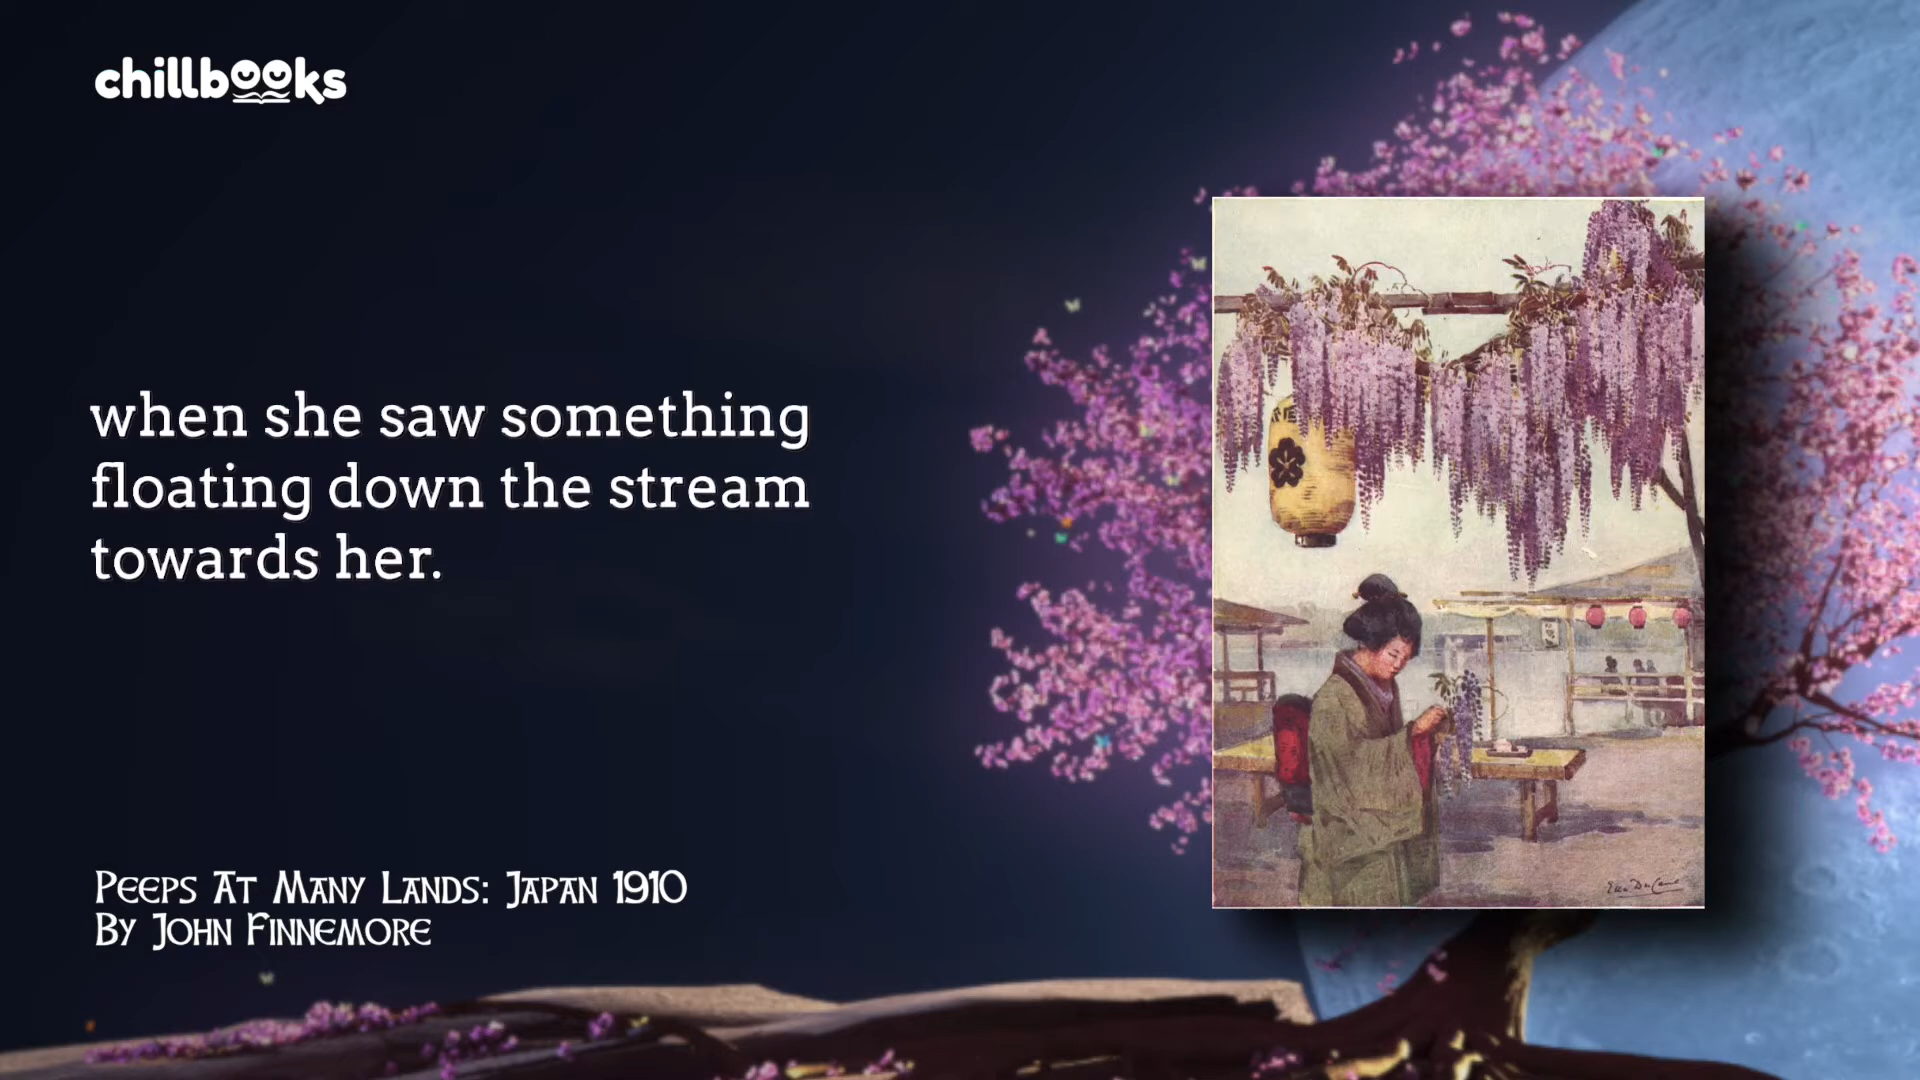 chillbooks
when she saw something
floating down the stream
towards her.
Peeps At Many Lands: Japan 1910
By John Finnemore